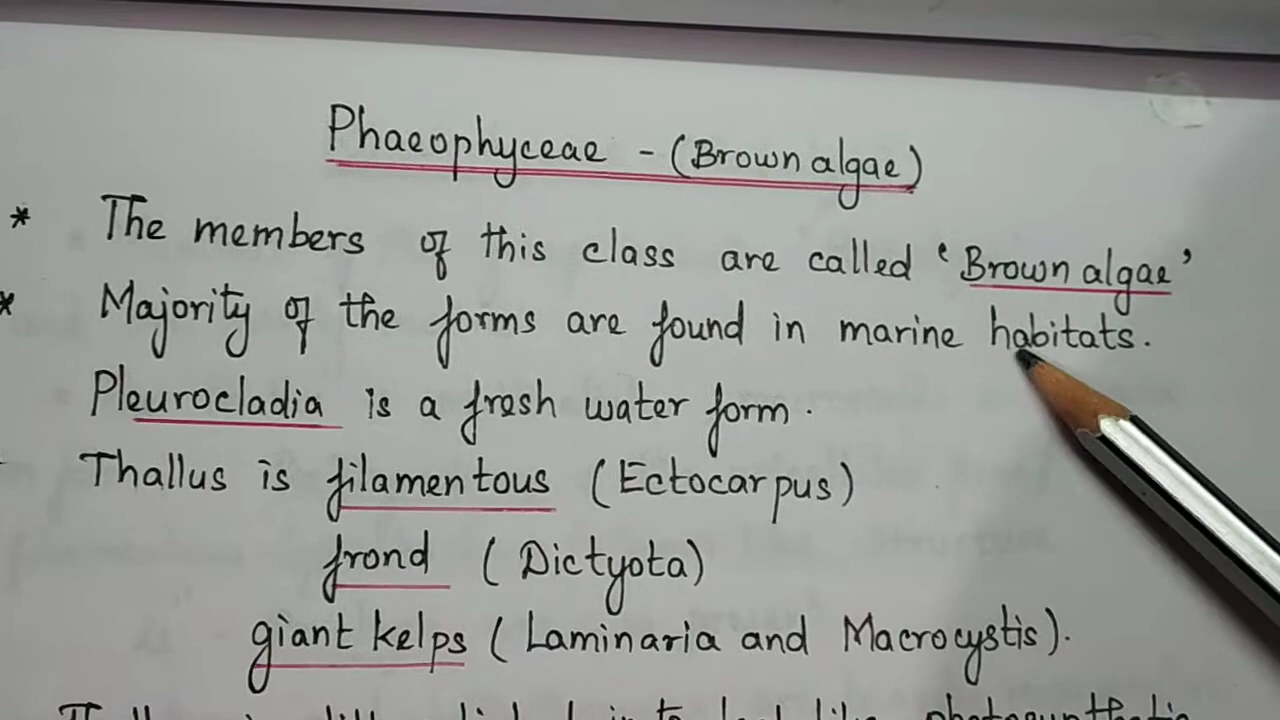 Phaeophyceae - (Brown algae)
* The members of this class are called 'Brown algae'
* Majority of the forms are found in marine habitats.
Pleurocladia is a fresh water form.
Thallus is filamentous (Ectocarpus)
frond (Dictyota)
giant kelps (Laminaria and Macrocystis).